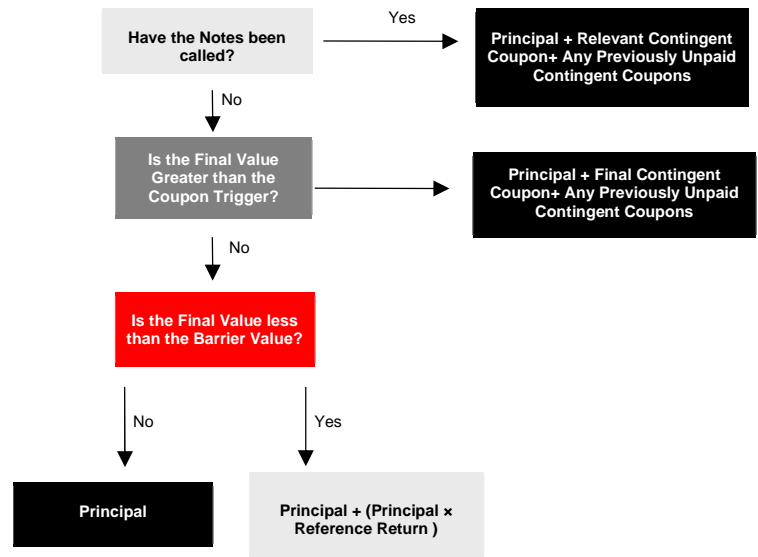 Have the Notes been
called?
Yes
Principal + Relevant Contingent
Coupon+ Any Previously Unpaid
Contingent Coupons
No
Is the Final Value
Greater than the
Coupon Trigger?
Principal + Final Contingent
Coupon+ Any Previously Unpaid
Contingent Coupons
No
Is the Final Value less
than the Barrier Value?
No
Yes
Principal
Principal + (Principal ×
Reference Return )